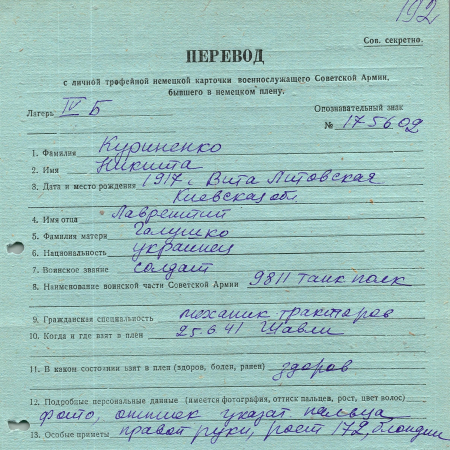 192
Сов. секретно.
ПЕРЕВОД
с личной трофейной немецкой карточки военнослужащего Советской Армии,
бывшего в немецком плену.
Лагерь IV Б Опознавательный знак
№ 175602
1. Фамилия Куриненко
2. Имя Никита
3. Дата и место рождения 1917 г. Вита Литовская
Киевская обл
4. Имя отца Лаврентий
5. Фамилия матери Галушко
6. Национальность украинец
7. Воинское звание солдат
8. Наименование воинской части Советской Армии 9811 танк полк
9. Гражданская специальность механик тракторов
10. Когда и где взят в плен 25.6.41 Шавли
11. В каком состоянии взят в плен (здоров, болен, ранен) здоров
12. Подробные персональные данные (имеется фотография, оттиск пальца, рост, цвет волос)
фото, оттиск указат пальца
13. Особые приметы правой руки, рост 172, блондин